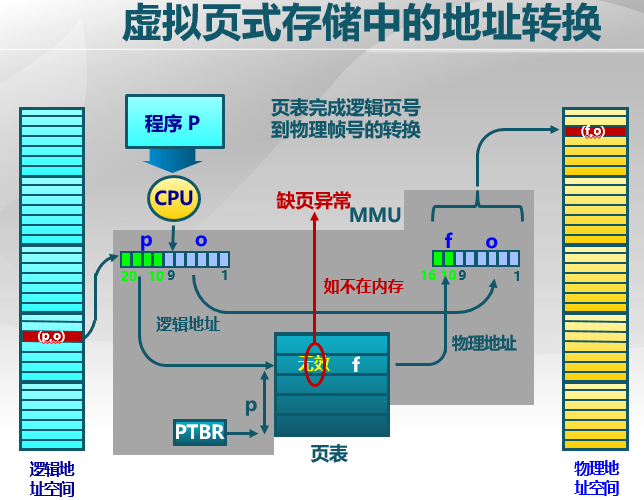 虚拟页式存储中的地址转换
程序 P
页表完成逻辑页号
到物理帧号的转换
(f,o)
CPU
缺页异常
MMU
p o
f o
20 10 9 1
16 10 9 1
如不在内存
逻辑地址
物理地址
(p,o)
无效 f
p
PTBR
页表
逻辑地
址空间
物理地
址空间